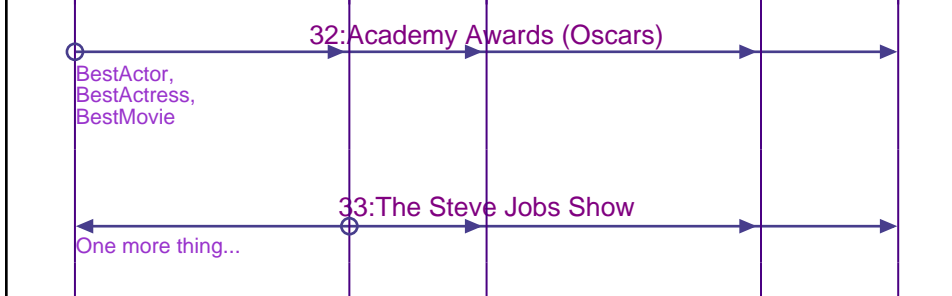 32:Academy Awards (Oscars)
BestActor,
BestActress,
BestMovie
33:The Steve Jobs Show
One more thing...